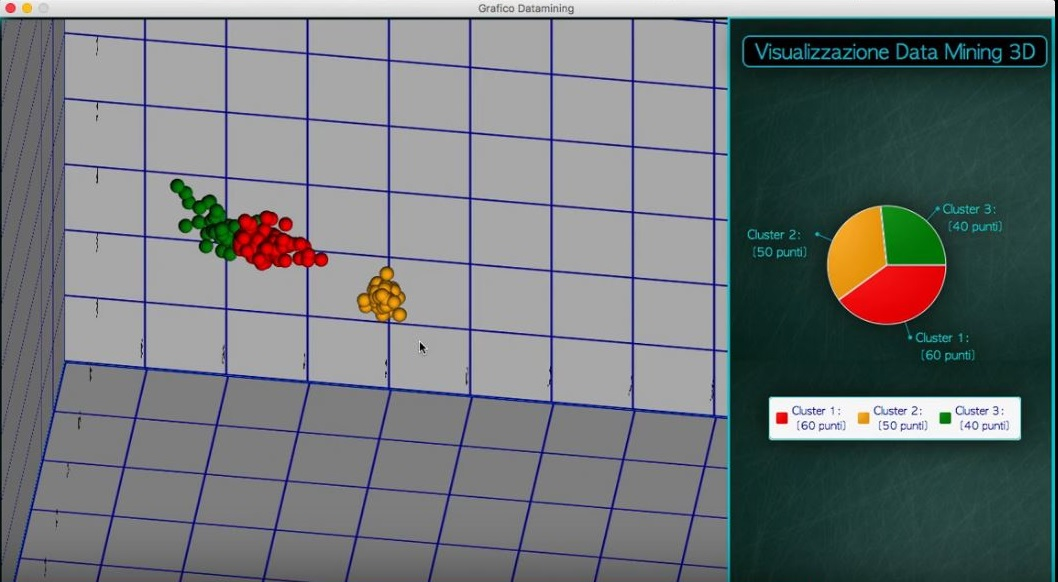 Grafico Datamining
Visualizzazione Data Mining 3D
Cluster 3:
(40 punti)
Cluster 2:
(50 punti)
Cluster 1:
(60 punti)
Cluster 1:
(60 punti)
Cluster 2:
(50 punti)
Cluster 3:
(40 punti)